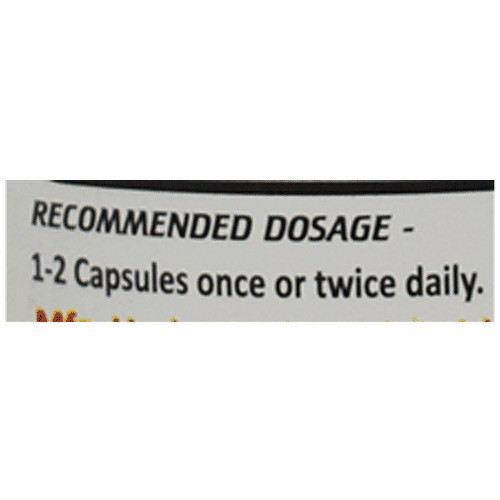 RECOMMENDED DOSAGE -
1-2 Capsules once or twice daily.